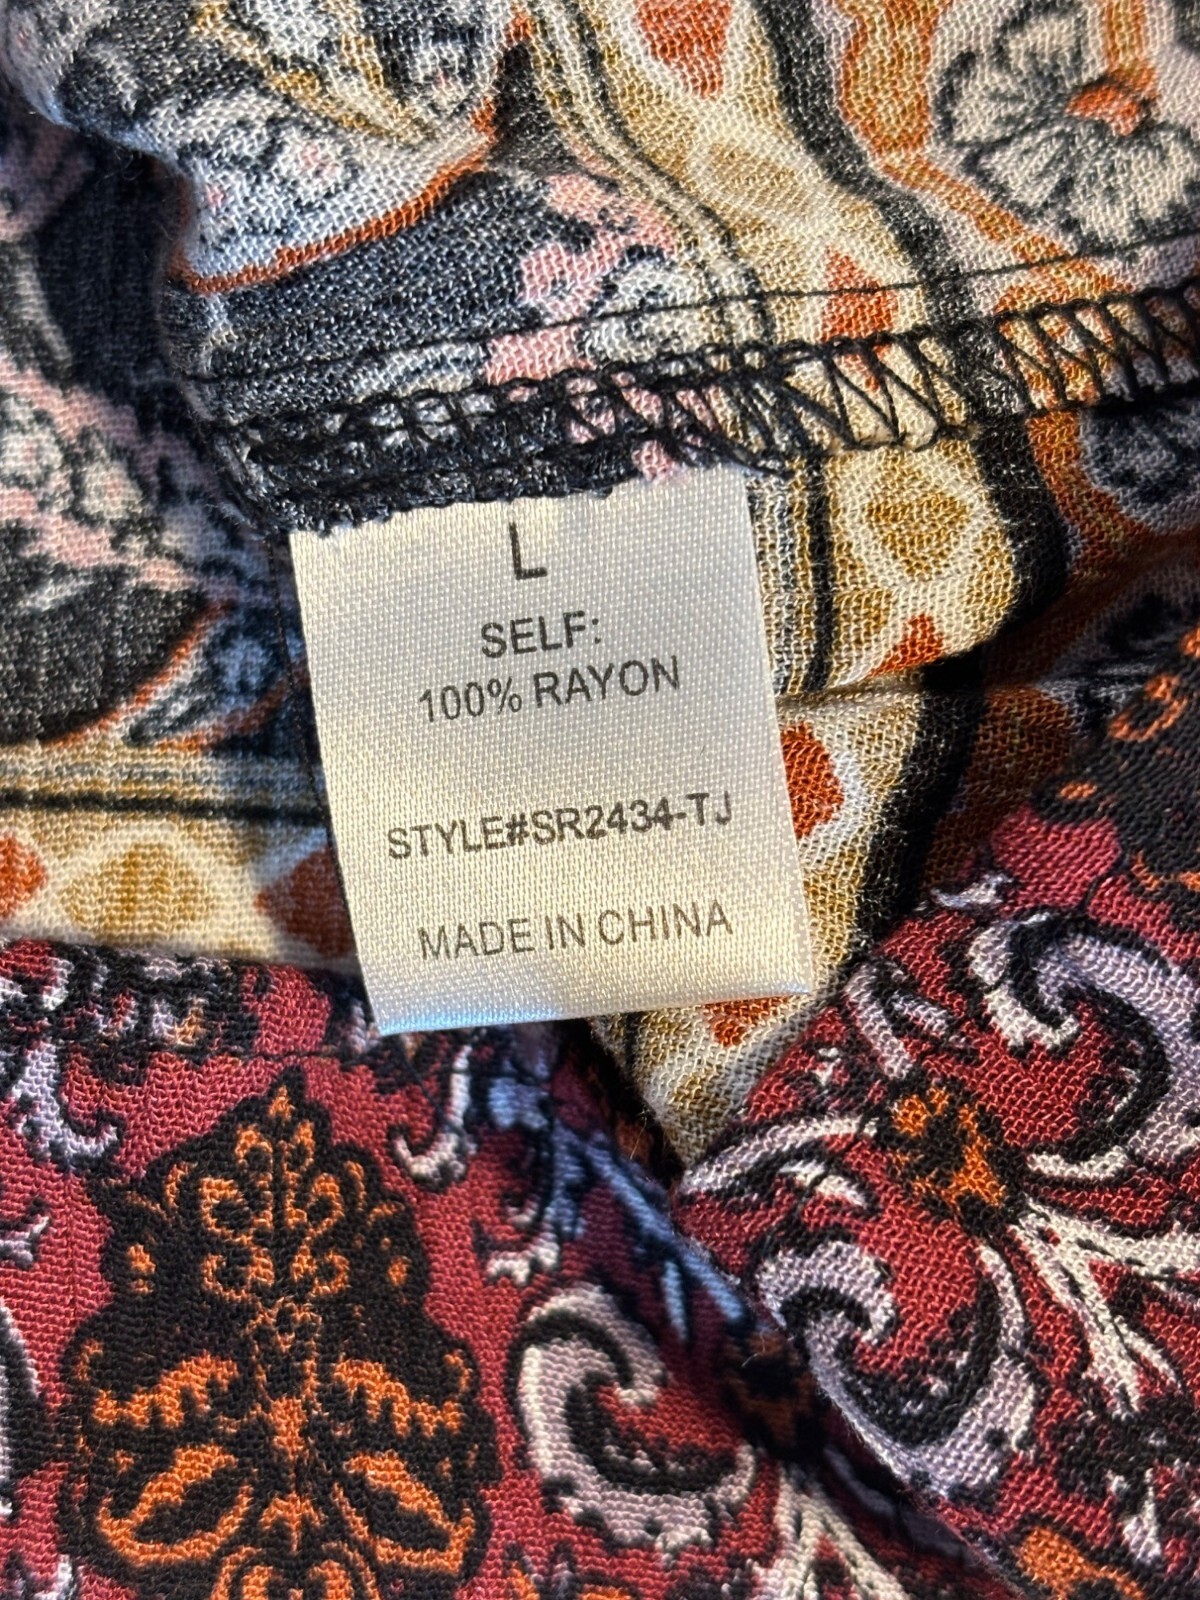 L
SELF:
100% RAYON
STYLE#SR2434-TJ
MADE IN CHINA